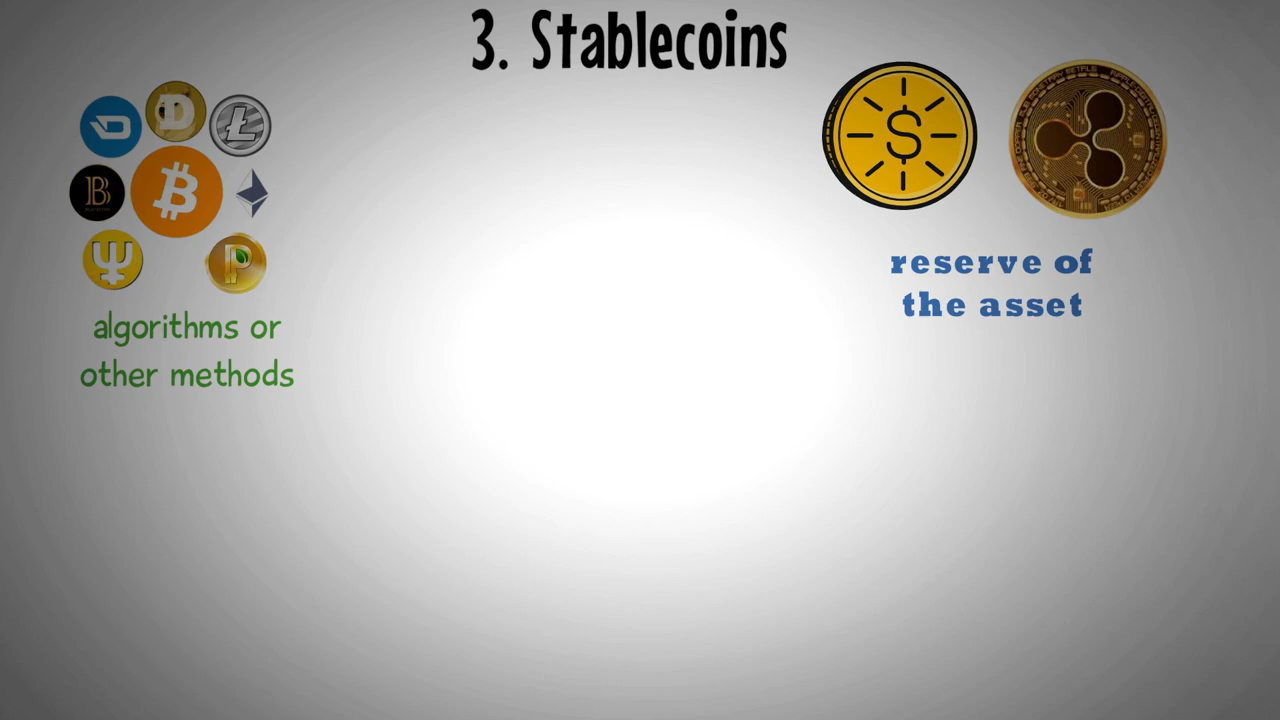 3. Stablecoins
algorithms or
other methods
reserve of
the asset